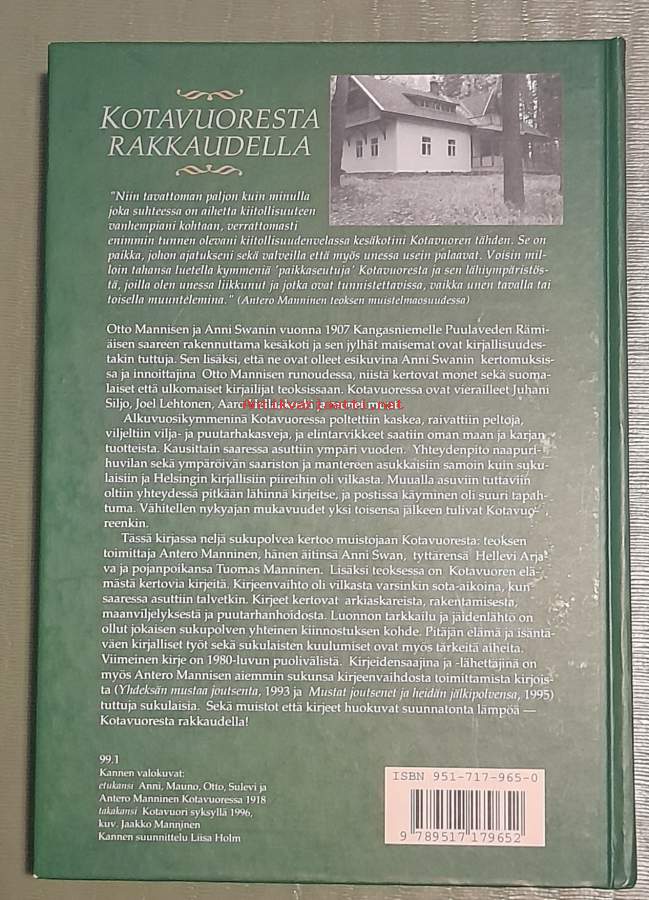 KOTAVUORESTA
RAKKAUDELLA
"Niin tavattoman paljon kuin minulla
joka suhteessa on aihetta kiitollisuuteen
vanhempiani kohtaan, verrattomasti
enimmin tunnen olevani kiitollisuudenvelassa kesäkotini Kotavuoren tähden. Se on
paikka, johon ajatukseni sekä valveilla että myös unessa usein palaavat. Voisin mil-
loin tahansa luetella kymmeniä 'paikkaseutuja' Kotavuoresta ja sen lähiympäristös-
tä, joilla olen unessa liikkunut ja jotka ovat tunnistettavissa, vaikka unen tavalla tai
toisella muuntelemina." (Antero Manninen teoksen muistelmaosuudessa)
Otto Mannisen ja Anni Swanin vuonna 1907 Kangasniemelle Puulaveden Rämi-
äisen saareen rakennuttama kesäkoti ja sen jylhät maisemat ovat kirjallisuudes-
takin tuttuja. Sen lisäksi, että ne ovat olleet esikuvina Anni Swanin kertomuksis-
sa ja innoittajina Otto Mannisen runoudessa, niistä kertovat monet sekä suoma-
laiset että ulkomaiset kirjailijat teoksissaan. Kotavuoressa ovat vierailleet Juhani
Siljo, Joel Lehtonen,
Antikvariaatti.net
Alkuvuosikymmeninä Kotavuoressa poltettiin kaskea, raivattiin peltoja,
viljeltiin vilja- ja puutarhakasveja, ja elintarvikkeet saatiin oman maan ja karjan
tuotteista. Kausittain saaressa asuttiin ympäri vuoden. Yhteydenpito naapuri-
huvilan sekä ympäröivän saariston ja mantereen asukkaisiin samoin kuin suku-
laisiin ja Helsingin kirjallisiin piireihin oli vilkasta. Muualla asuviin tuttaviin
oltiin yhteydessä pitkään lähinnä kirjeitse, ja postissa käyminen oli suuri tapah-
tuma. Vähitellen nykyajan mukavuudet yksi toisensa jälkeen tulivat Kotavuo-
reenkin.
Tässä kirjassa neljä sukupolvea kertoo muistojaan Kotavuoresta: teoksen
toimittaja Antero Manninen, hänen äitinsä Anni Swan, tyttärensä Hellevi Arja-
va ja pojanpoikansa Tuomas Manninen. Lisäksi teoksessa on Kotavuoren elä-
mästä kertovia kirjeitä. Kirjeenvaihto oli vilkasta varsinkin sota-aikoina, kun
saaressa asuttiin talvetkin. Kirjeet kertovat arkiaskareista, rakentamisesta,
maanviljelyksestä ja puutarhanhoidosta. Luonnon tarkkailu ja jäidenlähtö on
ollut jokaisen sukupolven yhteinen kiinnostuksen kohde. Pitäjän elämä ja isäntä-
väen kirjalliset työt sekä sukulaisten kuulumiset ovat myös tärkeitä aiheita.
Viimeinen kirje on 1980-luvun puolivälistä. Kirjeidensaajina ja -lähettäjinä on
myös Antero Mannisen aiemmin sukunsa kirjeenvaihdosta toimittamista kirjois-
ta (Yhdeksän mustaa joutsenta, 1993 ja Mustat joutsenet ja heidän jälkipolvensa, 1995)
tuttuja sukulaisia. Sekä muistot että kirjeet huokuvat suunnatonta lämpöä —
Kotavuoresta rakkaudella!
99.1
Kannen valokuvat:
etukansi Anni, Mauno, Otto, Sulevi ja
Antero Manninen Kotavuoressa 1918
takakansi Kotavuori syksyllä 1996,
kuv. Jaakko Manninen
Kannen suunnittelu Liisa Holm
ISBN 951-717-965-0
9 789517 179652